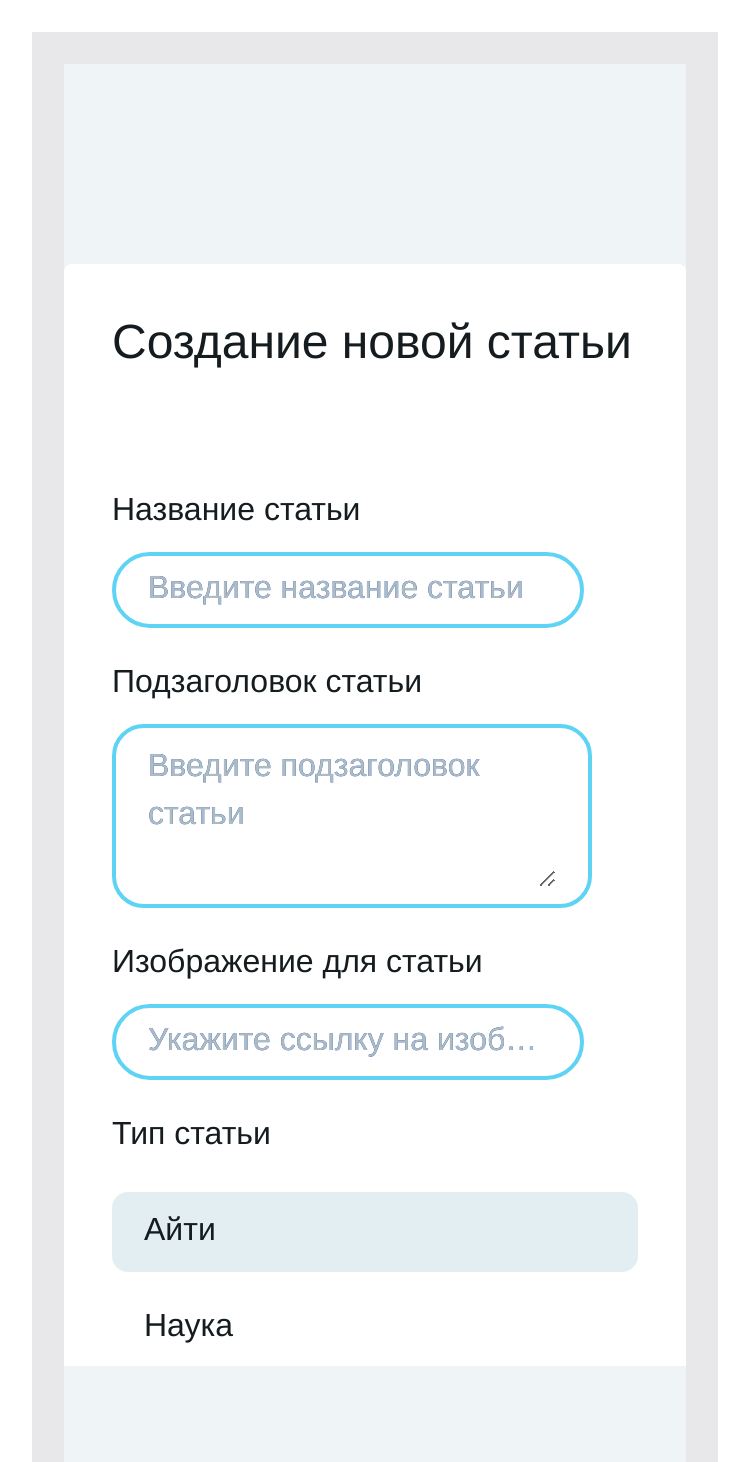 Создание новой статьи
Название статьи
Введите название статьи
Подзаголовок статьи
Введите подзаголовок
статьи
Изображение для статьи
Укажите ссылку на изоб…
Тип статьи
Айти
Наука